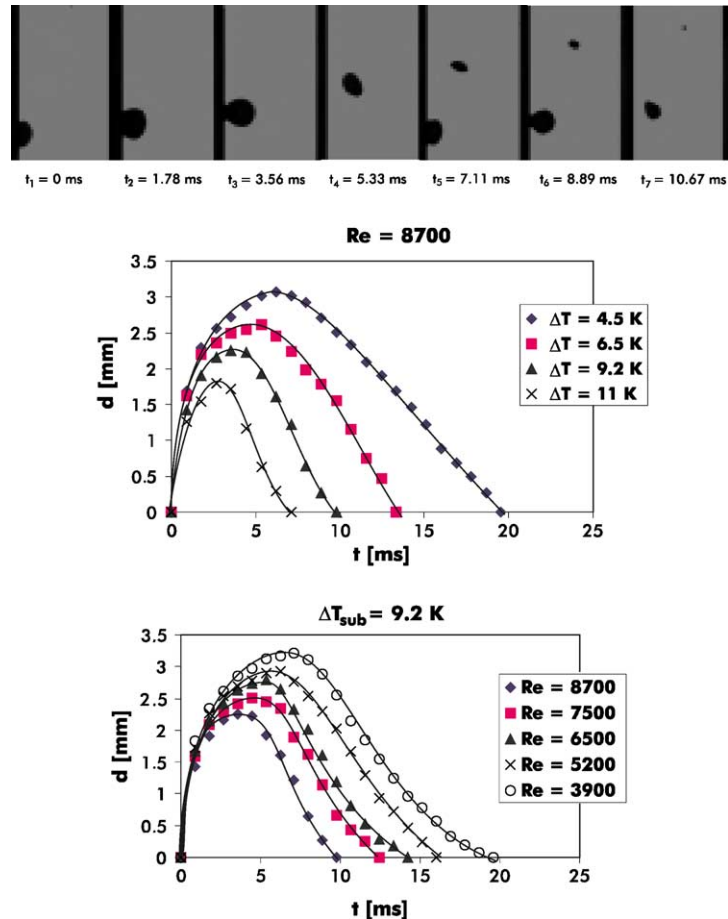 t₁ = 0 ms t₂ = 1.78 ms t₃ = 3.56 ms t₄ = 5.33 ms t₅ = 7.11 ms t₆ = 8.89 ms t₇ = 10.67 ms
Re = 8700
3.5
3
2.5
2
1.5
1
0.5
0
d [mm]
ΔT = 4.5 K
ΔT = 6.5 K
ΔT = 9.2 K
ΔT = 11 K
0 5 10 15 20 25
t [ms]
ΔTsub = 9.2 K
3.5
3
2.5
2
1.5
1
0.5
0
d [mm]
Re = 8700
Re = 7500
Re = 6500
Re = 5200
Re = 3900
0 5 10 15 20 25
t [ms]